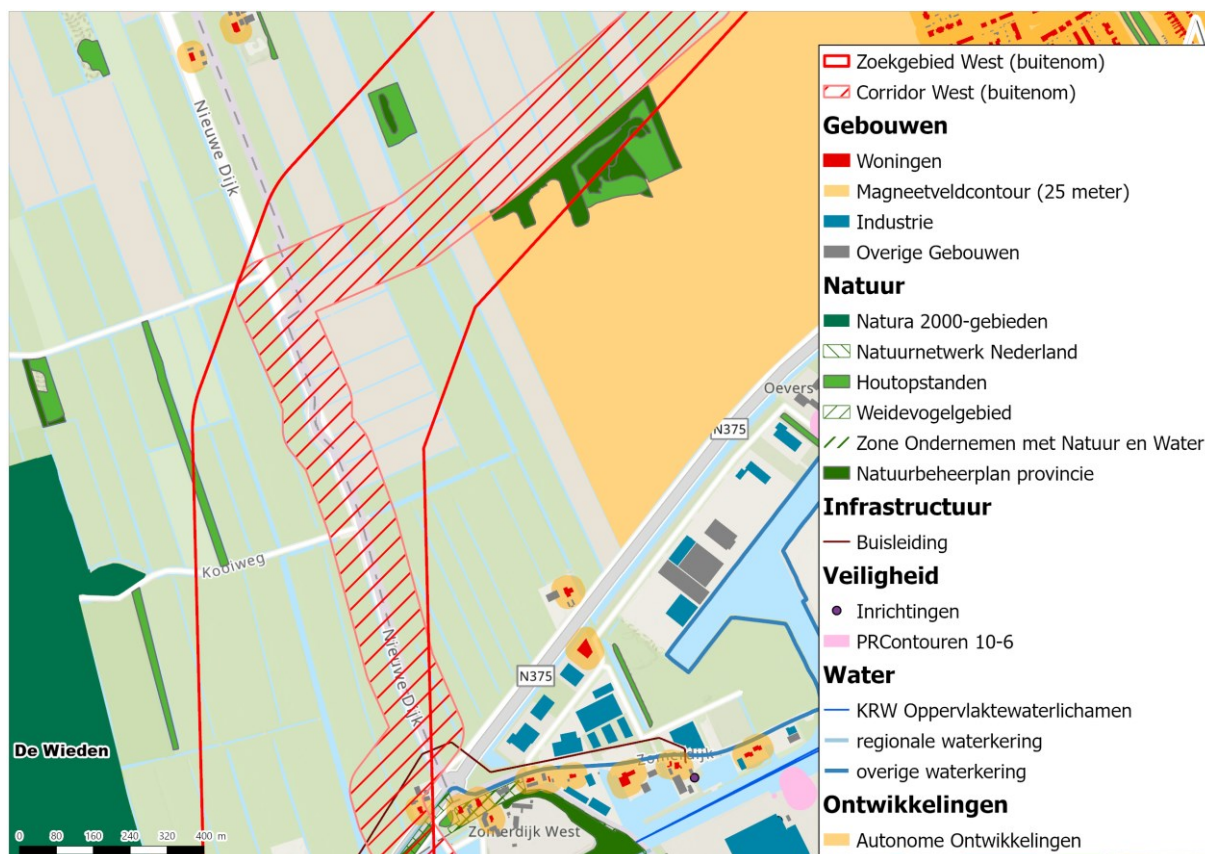 Nieuwe Dijk
Oevers
N375
Kooiweg
Nieuwe Dijk
N375
De Wieden
Zomerdijk
Zomerdijk West
0 80 160 240 320 400 m
Zoekgebied West (buitenom)
Corridor West (buitenom)
Gebouwen
Woningen
Magneetveldcontour (25 meter)
Industrie
Overige Gebouwen
Natuur
Natura 2000-gebieden
Natuurnetwerk Nederland
Houtopstanden
Weidevogelgebied
Zone Ondernemen met Natuur en Water
Natuurbeheerplan provincie
Infrastructuur
Buisleiding
Veiligheid
Inrichtingen
PRContouren 10-6
Water
KRW Oppervlaktewaterlichamen
regionale waterkering
overige waterkering
Ontwikkelingen
Autonome Ontwikkelingen